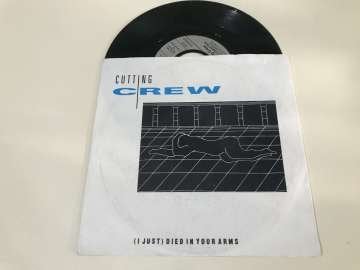 CUTTING
CREW
(I JUST) DIED IN YOUR ARMS